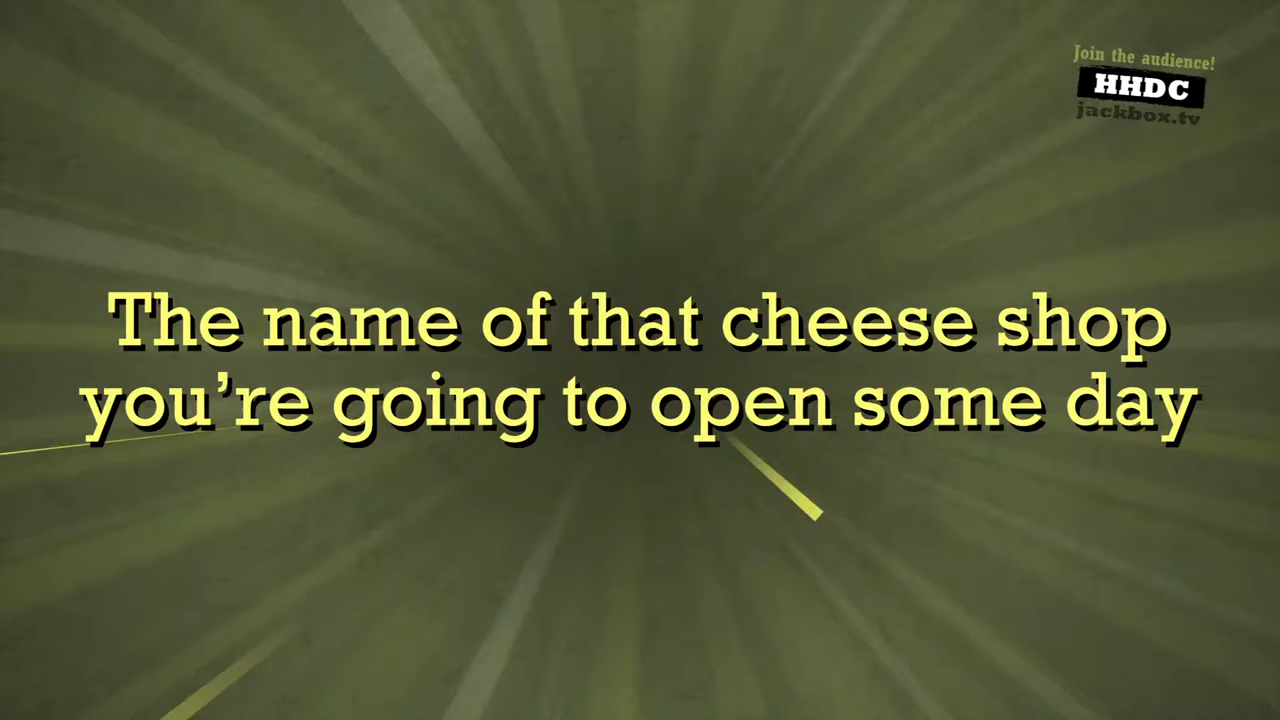 Join the audience!
HHDC
jackbox.tv
The name of that cheese shop
you’re going to open some day